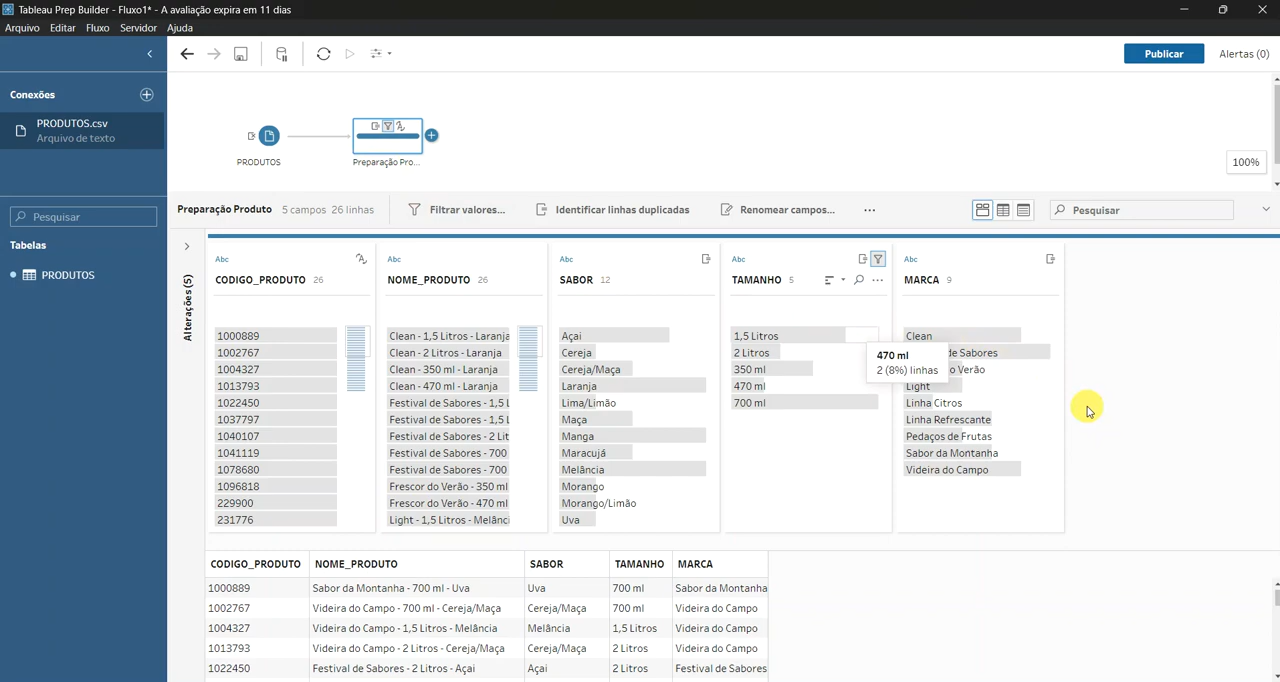 Tableau Prep Builder - Fluxo1* - A avaliação expira em 11 dias
Arquivo Editar Fluxo Servidor Ajuda
Publicar Alertas (0)
Conexões
PRODUTOS.csv
Arquivo de texto
PRODUTOS
Preparação Pro...
100%
Pesquisar
Tabelas
PRODUTOS
Preparação Produto 5 campos 26 linhas Filtrar valores... Identificar linhas duplicadas Renomear campos... ... Pesquisar
Alterações (5)
Abc
CODIGO_PRODUTO 26
1000889
1002767
1004327
1013793
1022450
1037797
1040107
1041119
1078680
1096818
229900
231776
Abc
NOME_PRODUTO 26
Clean - 1,5 Litros - Laranja
Clean - 2 Litros - Laranja
Clean - 350 ml - Laranja
Clean - 470 ml - Laranja
Festival de Sabores - 1,5 L
Festival de Sabores - 1,5 L
Festival de Sabores - 2 Lit
Festival de Sabores - 700
Festival de Sabores - 700
Frescor do Verão - 350 ml
Frescor do Verão - 470 ml
Light - 1,5 Litros - Melânc
Abc
SABOR 12
Açai
Cereja
Cereja/Maça
Laranja
Lima/Limão
Maça
Manga
Maracujá
Melância
Morango
Morango/Limão
Uva
Abc
TAMANHO 5
1,5 Litros
2 Litros
350 ml
470 ml
700 ml
470 ml
2 (8%) linhas
Abc
MARCA 9
Clean
de Sabores
o Verão
Light
Linha Citros
Linha Refrescante
Pedaços de Frutas
Sabor da Montanha
Videira do Campo
CODIGO_PRODUTO NOME_PRODUTO SABOR TAMANHO MARCA
1000889 Sabor da Montanha - 700 ml - Uva Uva 700 ml Sabor da Montanha
1002767 Videira do Campo - 700 ml - Cereja/Maça Cereja/Maça 700 ml Videira do Campo
1004327 Videira do Campo - 1,5 Litros - Melância Melância 1,5 Litros Videira do Campo
1013793 Videira do Campo - 2 Litros - Cereja/Maça Cereja/Maça 2 Litros Videira do Campo
1022450 Festival de Sabores - 2 Litros - Açai Açai 2 Litros Festival de Sabores